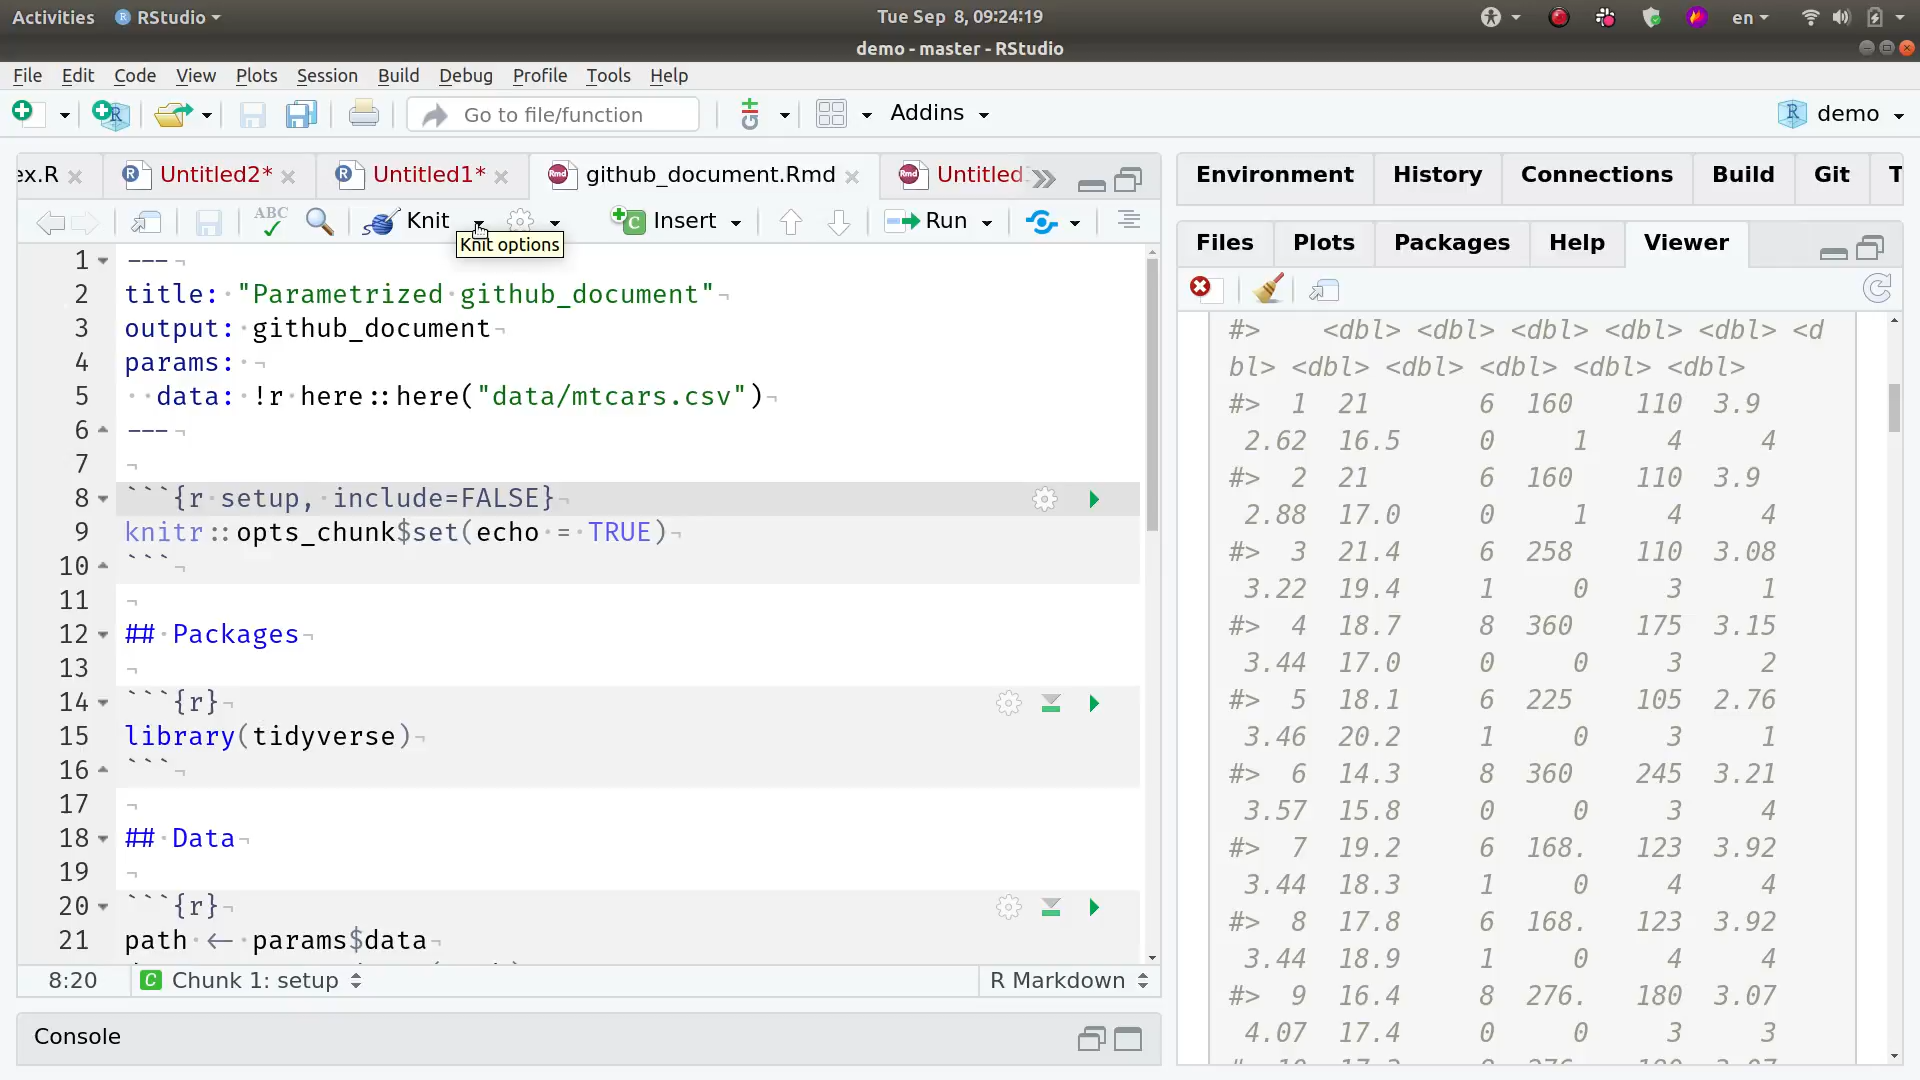 Activities RStudio Tue Sep 8, 09:24:19 en
demo - master - RStudio
File Edit Code View Plots Session Build Debug Profile Tools Help
Go to file/function Addins demo
ex.R Untitled2* Untitled1* github_document.Rmd Untitled
ABC Knit Insert Run
Knit options
1 ---
2 title: "Parametrized github_document"
3 output: github_document
4 params:
5 data: !r here::here("data/mtcars.csv")
6 ---
7
8 ```{r setup, include=FALSE}
9 knitr::opts_chunk$set(echo = TRUE)
10 ```
11
12 ## Packages
13
14 ```{r}
15 library(tidyverse)
16 ```
17
18 ## Data
19
20 ```{r}
21 path <- params$data
8:20 Chunk 1: setup R Markdown
Console
Environment History Connections Build Git T
Files Plots Packages Help Viewer
#> <dbl> <dbl> <dbl> <dbl> <dbl> <d
bl> <dbl> <dbl> <dbl> <dbl> <dbl>
#> 1 21 6 160 110 3.9
2.62 16.5 0 1 4 4
#> 2 21 6 160 110 3.9
2.88 17.0 0 1 4 4
#> 3 21.4 6 258 110 3.08
3.22 19.4 1 0 3 1
#> 4 18.7 8 360 175 3.15
3.44 17.0 0 0 3 2
#> 5 18.1 6 225 105 2.76
3.46 20.2 1 0 3 1
#> 6 14.3 8 360 245 3.21
3.57 15.8 0 0 3 4
#> 7 19.2 6 168. 123 3.92
3.44 18.3 1 0 4 4
#> 8 17.8 6 168. 123 3.92
3.44 18.9 1 0 4 4
#> 9 16.4 8 276. 180 3.07
4.07 17.4 0 0 3 3